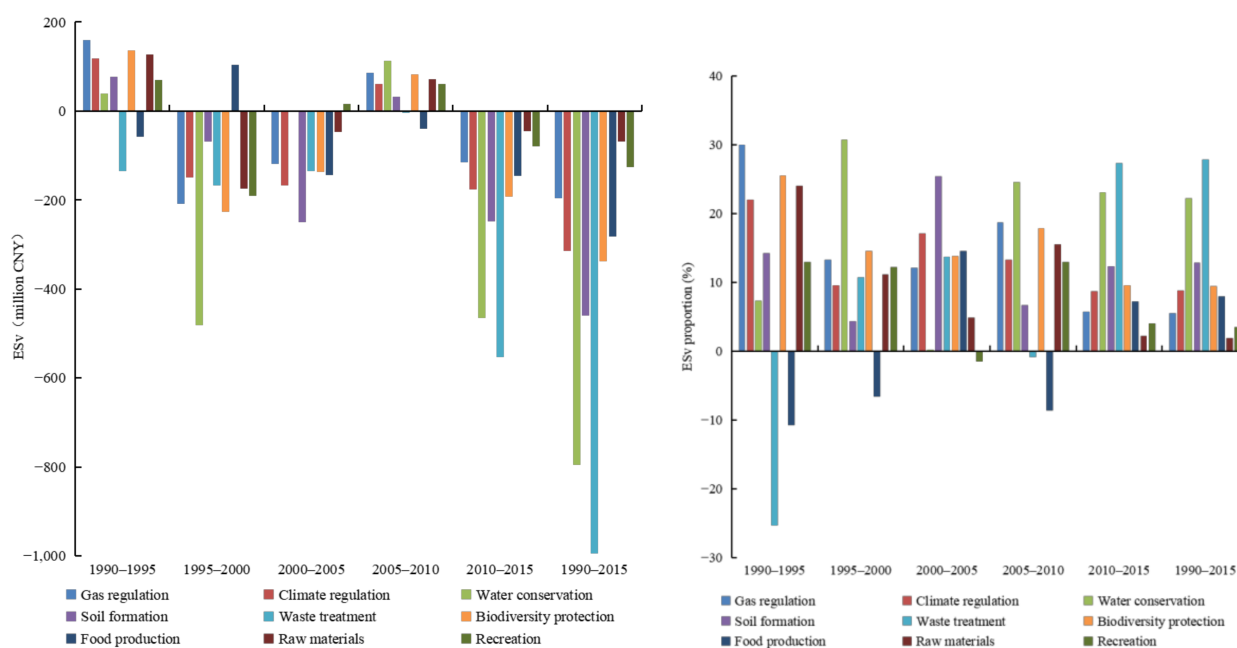 200
0
−200
−400
−600
−800
−1,000
ESv (million CNY)
1990–1995 1995–2000 2000–2005 2005–2010 2010–2015 1990–2015
Gas regulation Climate regulation Water conservation
Soil formation Waste treatment Biodiversity protection
Food production Raw materials Recreation
40
30
20
10
0
−10
−20
−30
ESv proportion (%)
1990–1995 1995–2000 2000–2005 2005–2010 2010–2015 1990–2015
Gas regulation Climate regulation Water conservation
Soil formation Waste treatment Biodiversity protection
Food production Raw materials Recreation